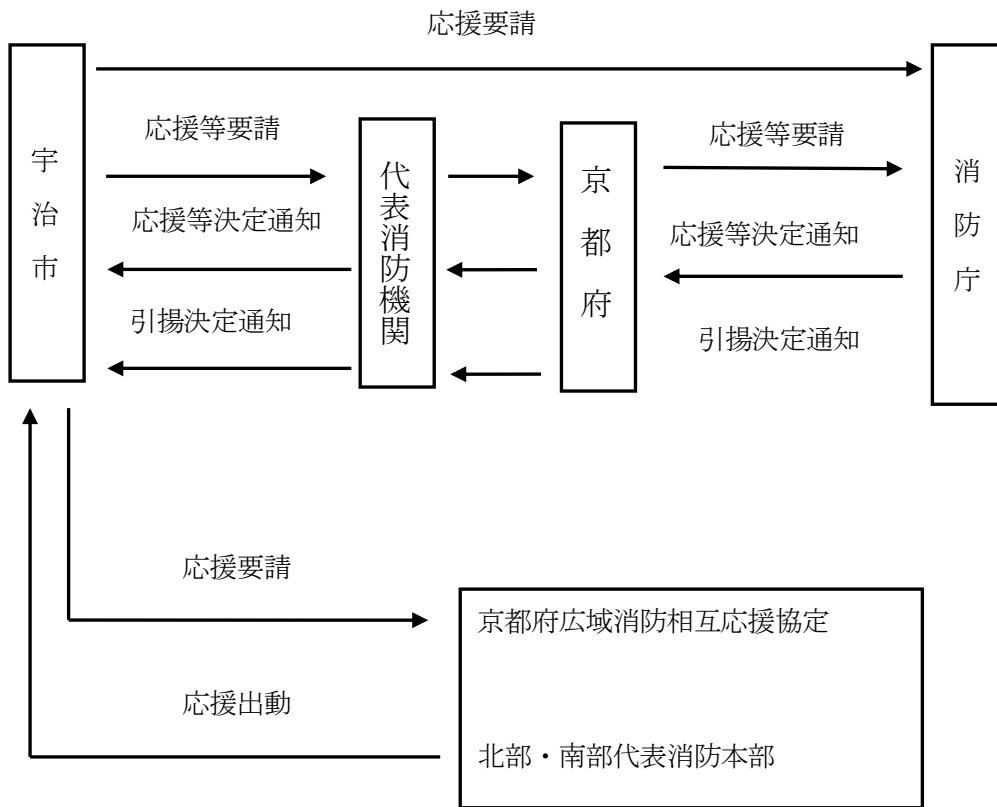 応援要請
宇治市
応援等要請
応援等決定通知
引揚決定通知
代表消防機関
京都府
応援等要請
応援等決定通知
引揚決定通知
消防庁
応援要請
応援出動
京都府広域消防相互応援協定
北部・南部代表消防本部